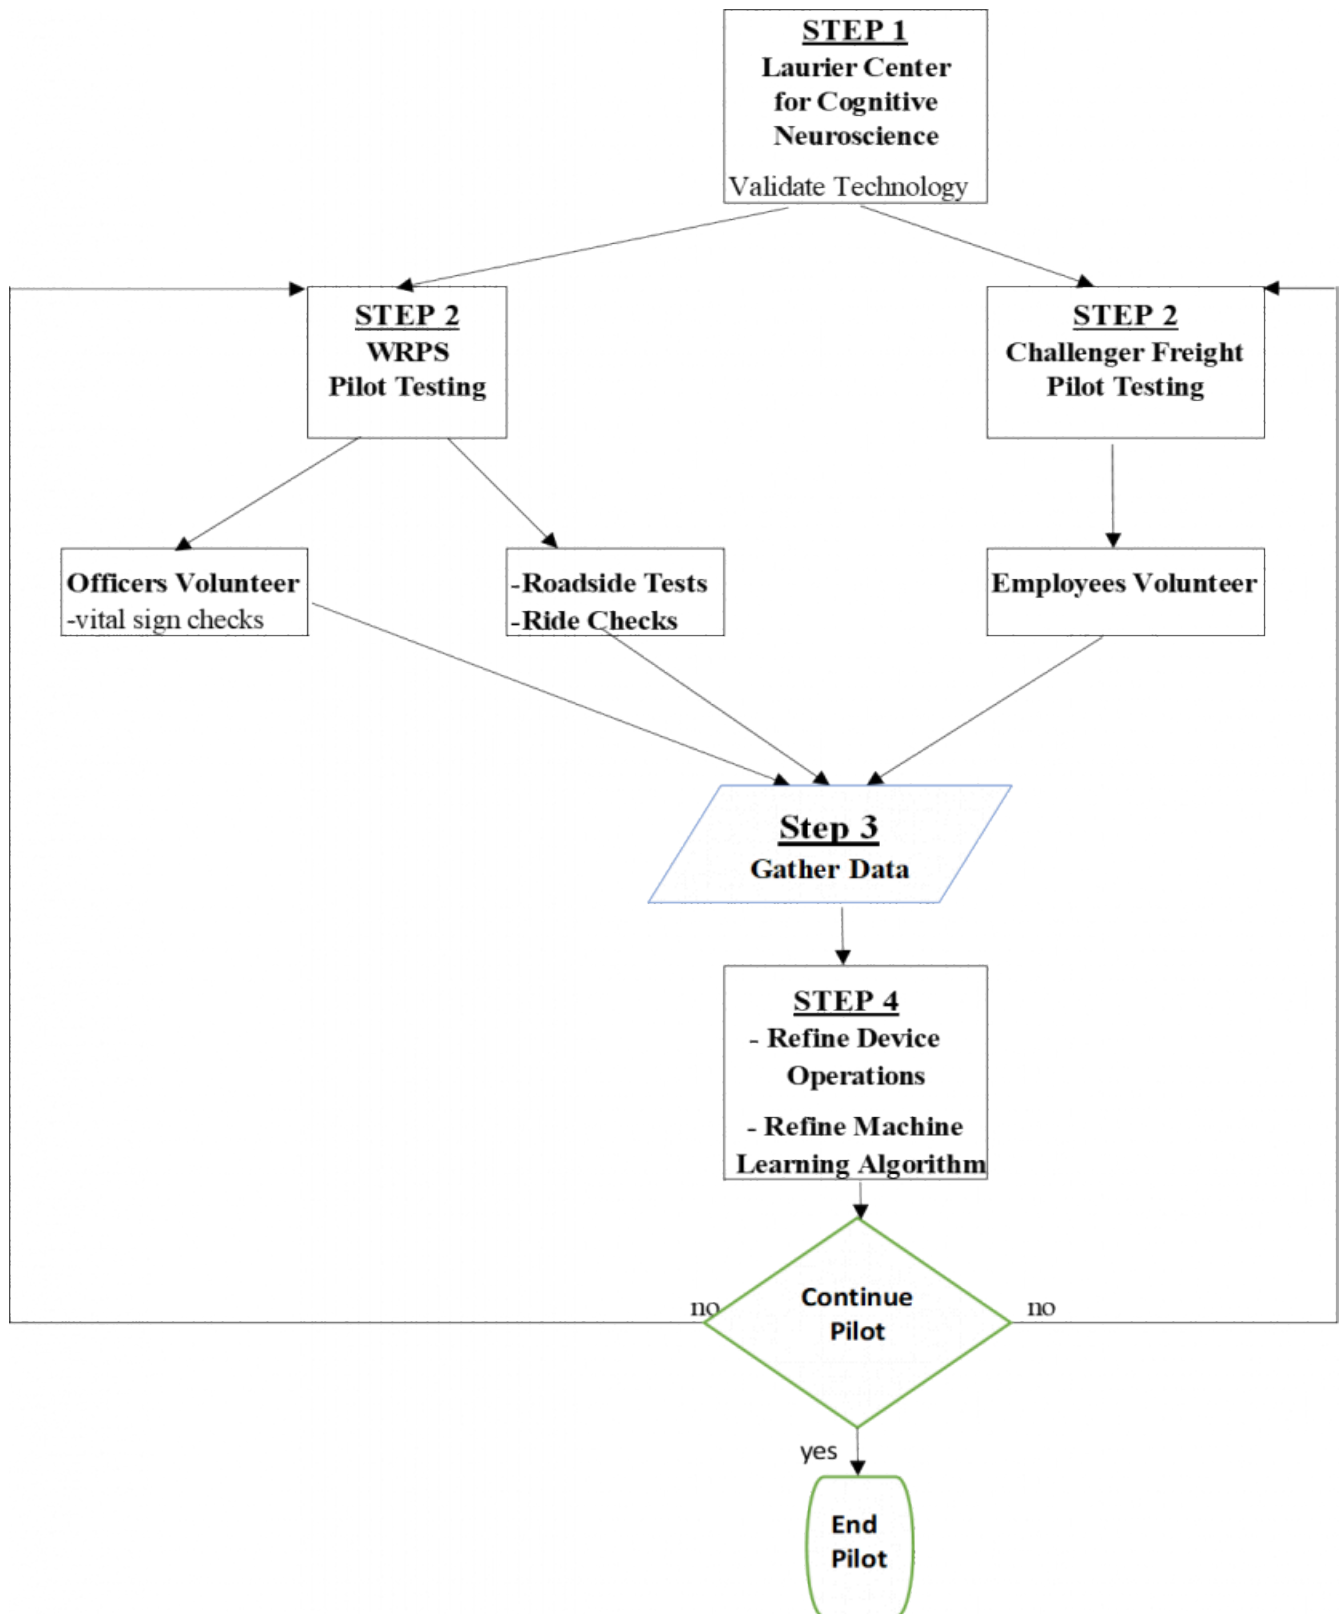 STEP 1
Laurier Center
for Cognitive
Neuroscience
Validate Technology
STEP 2
WRPS
Pilot Testing
STEP 2
Challenger Freight
Pilot Testing
Officers Volunteer
-vital sign checks
-Roadside Tests
-Ride Checks
Employees Volunteer
Step 3
Gather Data
STEP 4
- Refine Device
Operations
- Refine Machine
Learning Algorithm
no
Continue
Pilot
no
yes
End
Pilot